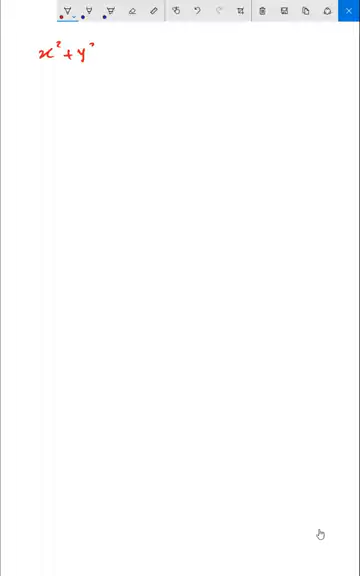 x² + y²